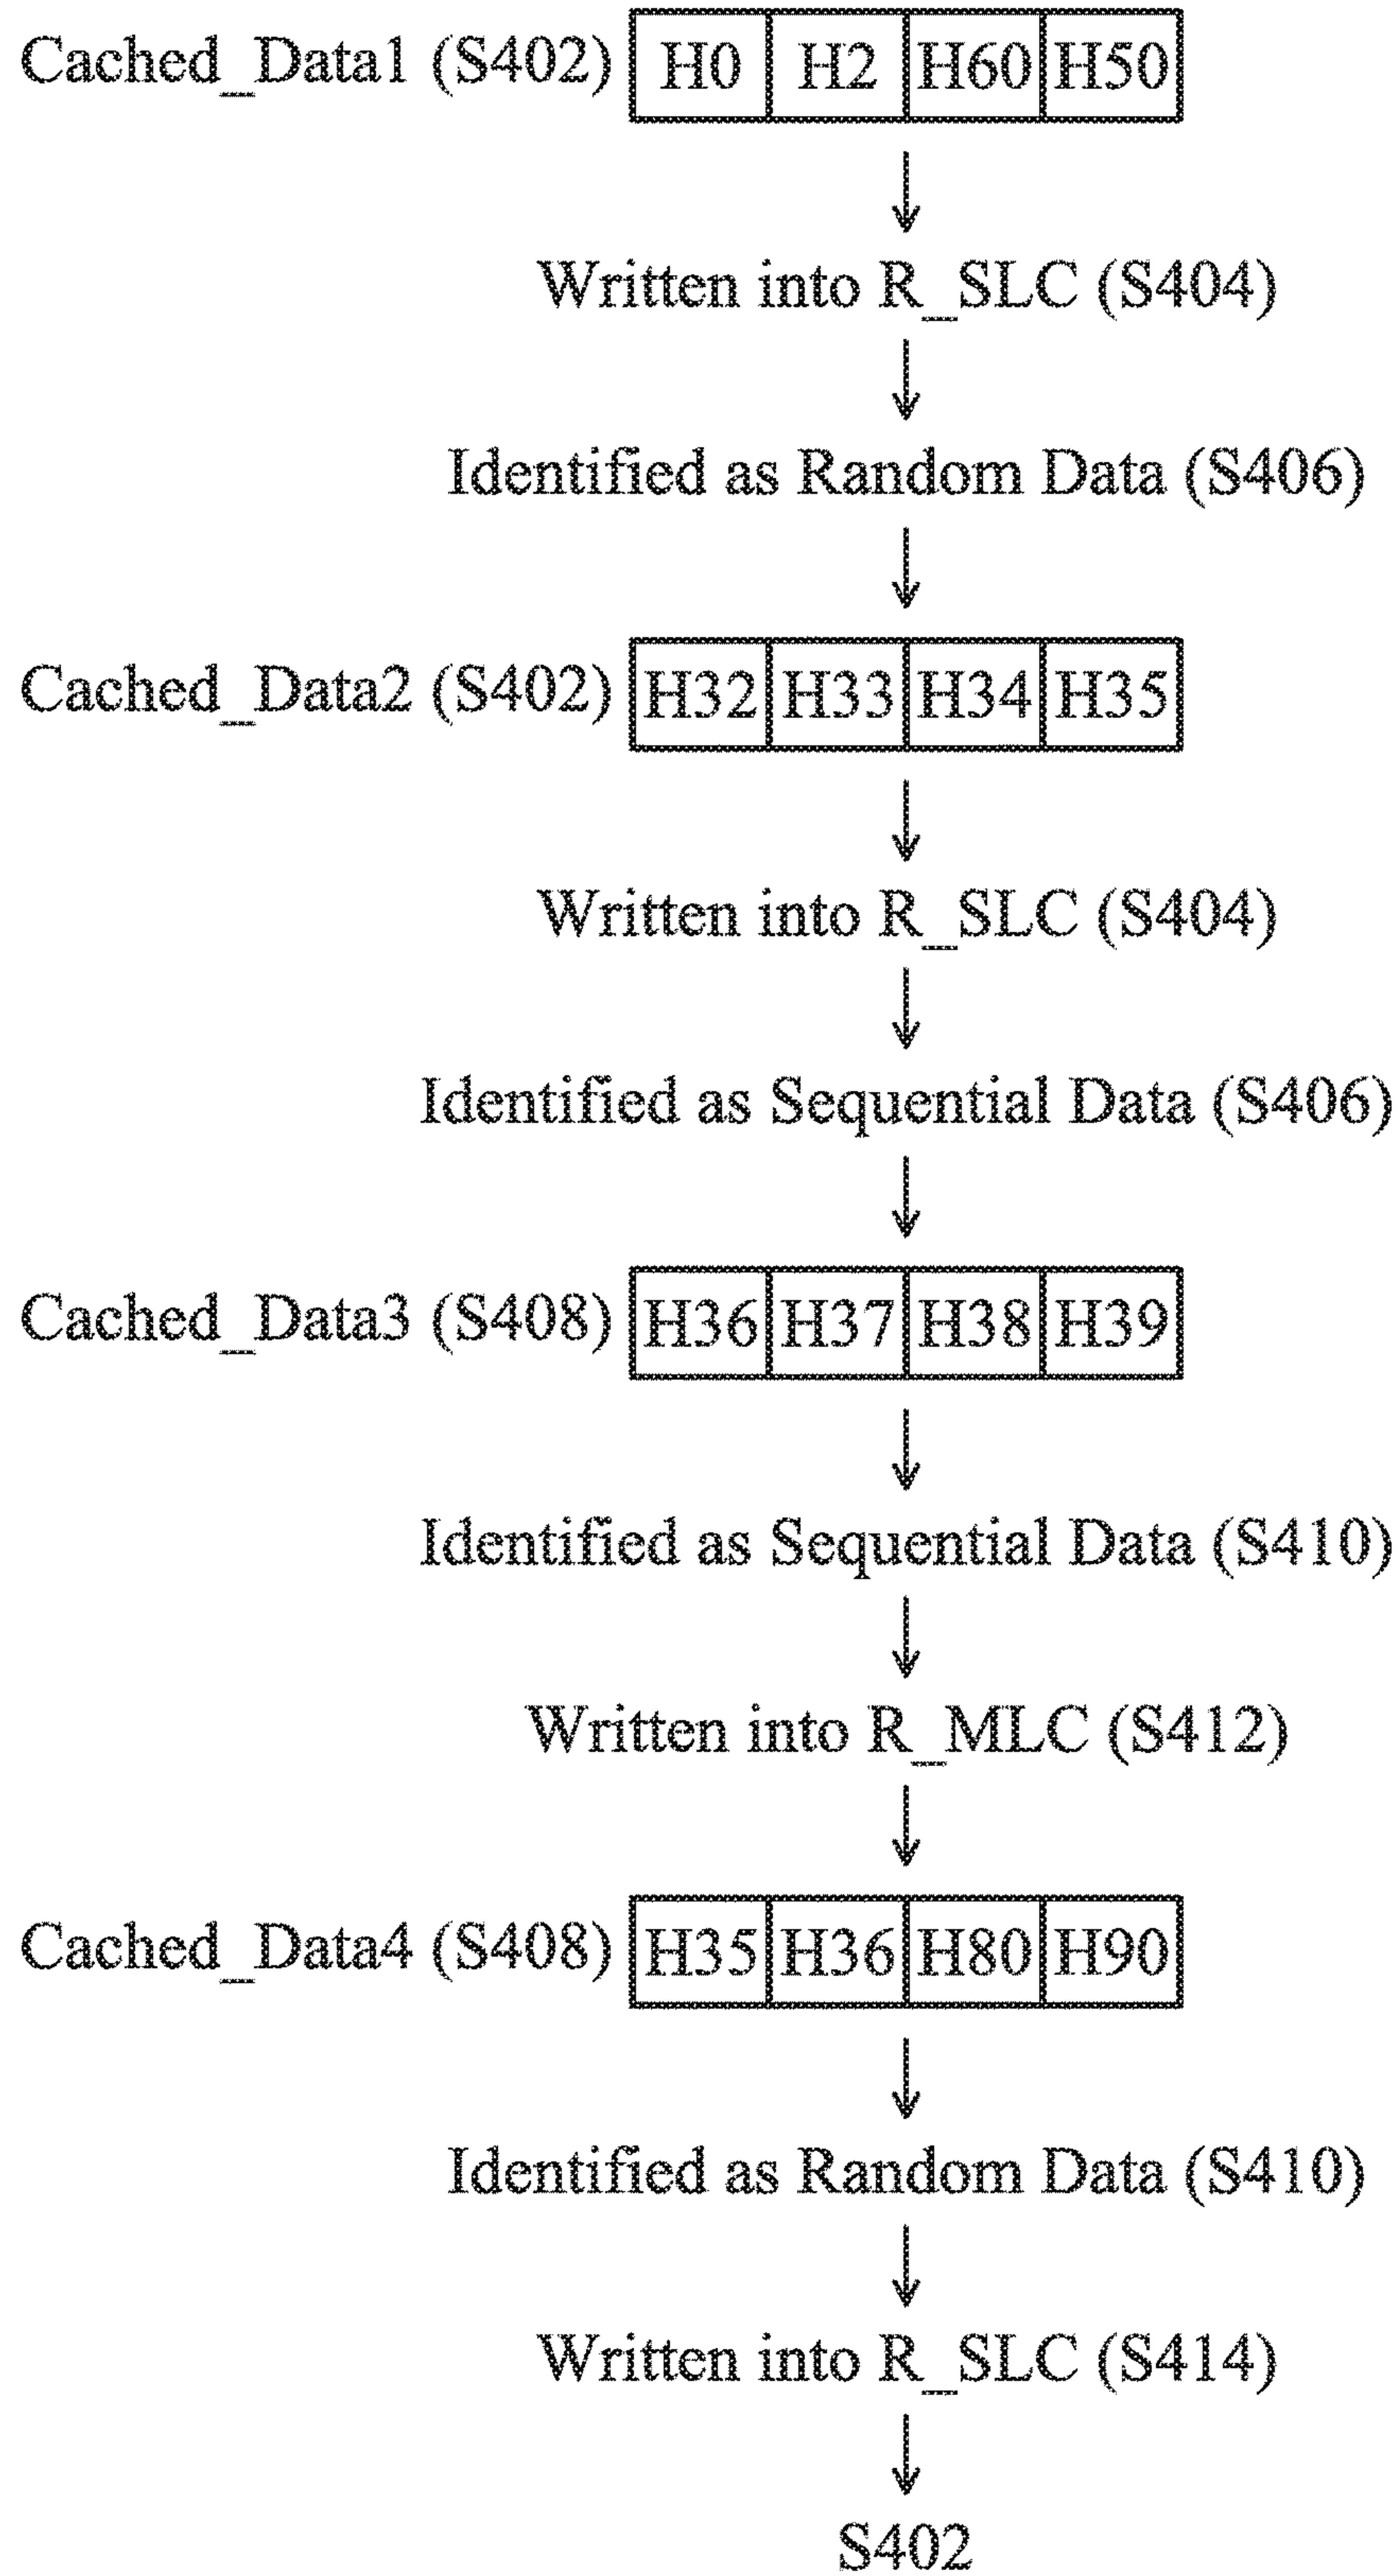 Cached_Data1 (S402) H0 H2 H60 H50
Written into R_SLC (S404)
Identified as Random Data (S406)
Cached_Data2 (S402) H32 H33 H34 H35
Written into R_SLC (S404)
Identified as Sequential Data (S406)
Cached_Data3 (S408) H36 H37 H38 H39
Identified as Sequential Data (S410)
Written into R_MLC (S412)
Cached_Data4 (S408) H35 H36 H80 H90
Identified as Random Data (S410)
Written into R_SLC (S414)
S402